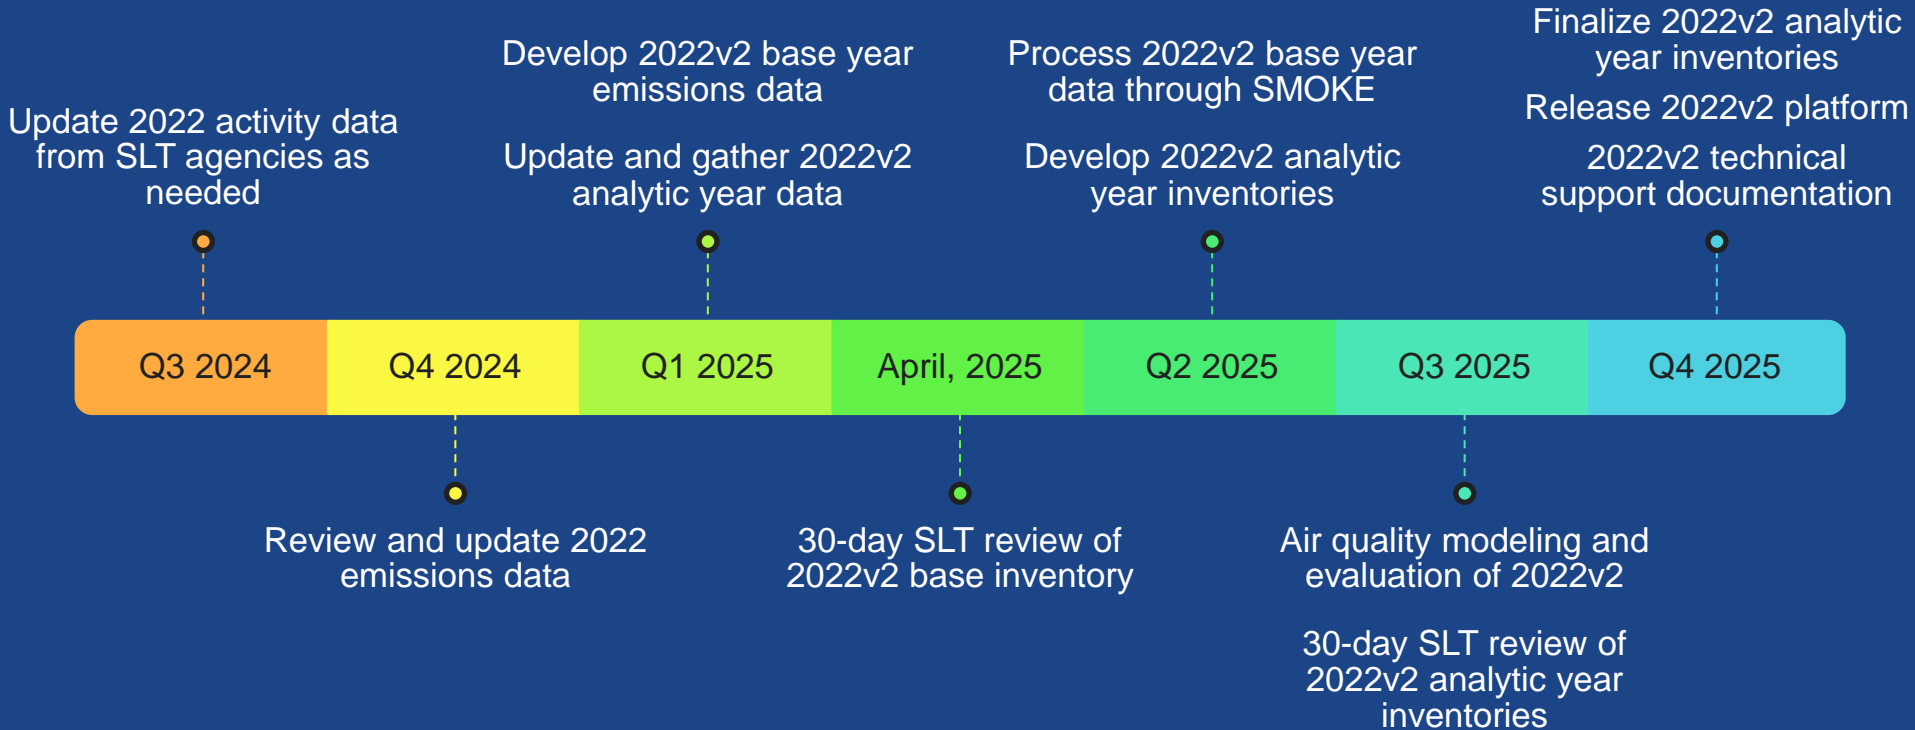 Update 2022 activity data
from SLT agencies as
needed
Develop 2022v2 base year
emissions data
Update and gather 2022v2
analytic year data
Process 2022v2 base year
data through SMOKE
Develop 2022v2 analytic
year inventories
Finalize 2022v2 analytic
year inventories
Release 2022v2 platform
2022v2 technical
support documentation
Q3 2024
Q4 2024
Q1 2025
April, 2025
Q2 2025
Q3 2025
Q4 2025
Review and update 2022
emissions data
30-day SLT review of
2022v2 base inventory
Air quality modeling and
evaluation of 2022v2
30-day SLT review of
2022v2 analytic year
inventories